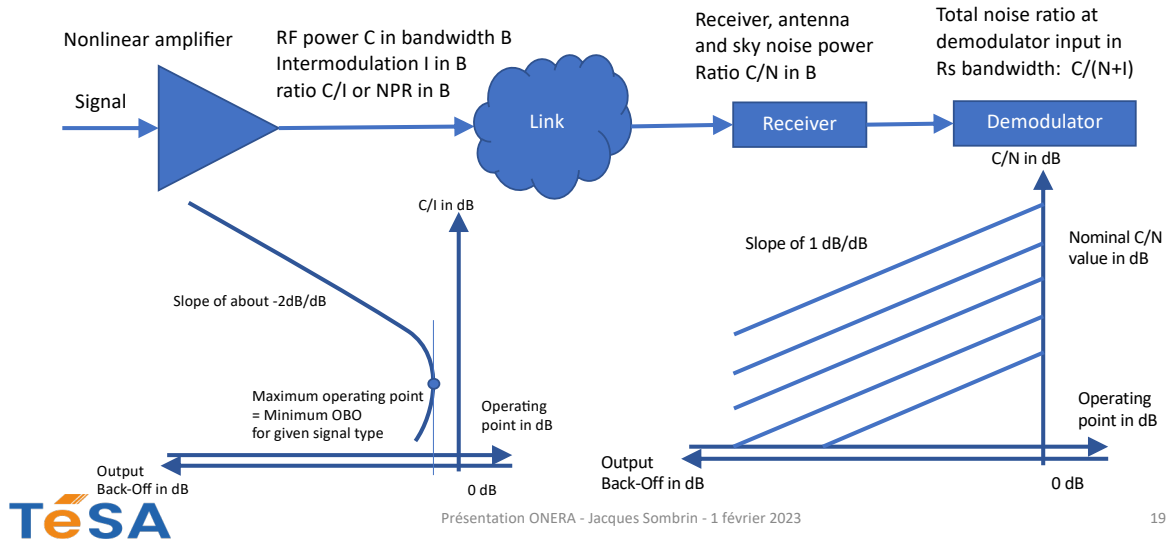 Nonlinear amplifier
Signal
RF power C in bandwidth B
Intermodulation I in B
ratio C/I or NPR in B
Link
Receiver, antenna
and sky noise power
Ratio C/N in B
Receiver
Total noise ratio at
demodulator input in
Rs bandwidth: C/(N+I)
Demodulator
C/I in dB
Slope of about -2dB/dB
Maximum operating point
= Minimum OBO
for given signal type
Operating
point in dB
Output
Back-Off in dB
0 dB
C/N in dB
Slope of 1 dB/dB
Nominal C/N
value in dB
Operating
point in dB
Output
Back-Off in dB
0 dB
TéSA
Présentation ONERA - Jacques Sombrin - 1 février 2023
19